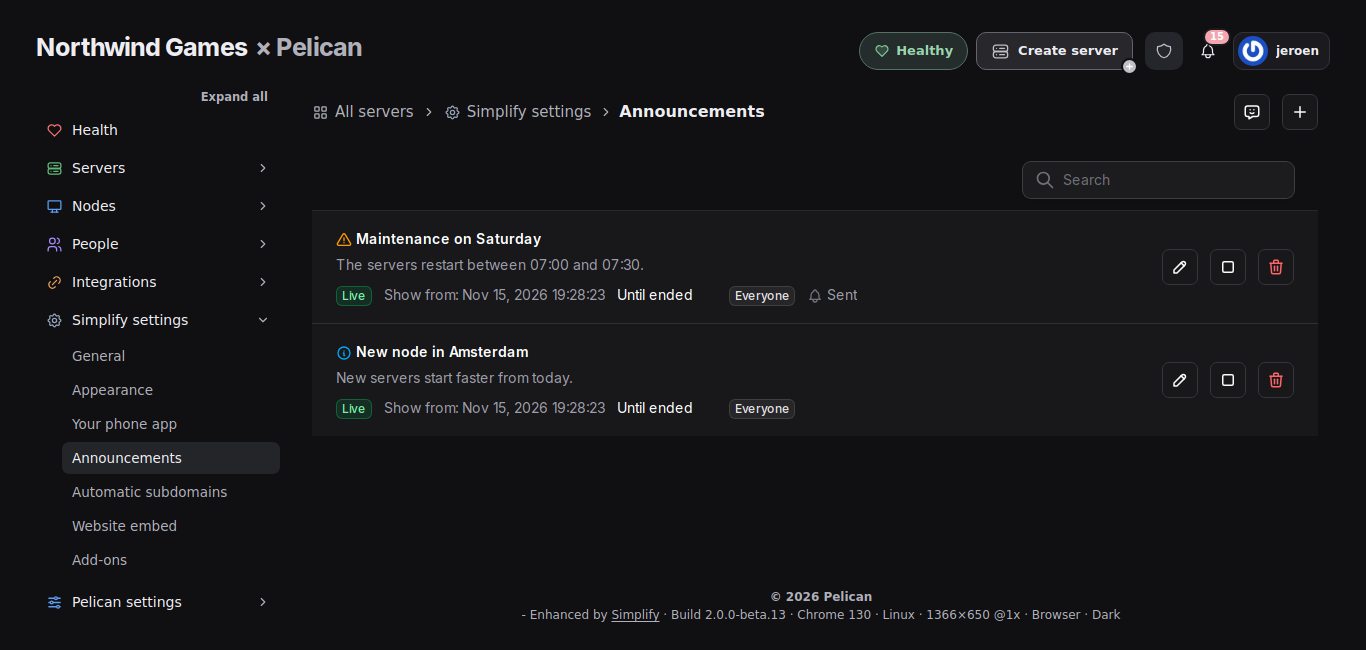 Northwind Games × Pelican
Healthy
Create server
15
jeroen
Expand all
Health
Servers
Nodes
People
Integrations
Simplify settings
General
Appearance
Your phone app
Announcements
Automatic subdomains
Website embed
Add-ons
Pelican settings
All servers > Simplify settings > Announcements
Search
Maintenance on Saturday
The servers restart between 07:00 and 07:30.
Live Show from: Nov 15, 2026 19:28:23 Until ended Everyone Sent
New node in Amsterdam
New servers start faster from today.
Live Show from: Nov 15, 2026 19:28:23 Until ended Everyone
© 2026 Pelican
- Enhanced by Simplify · Build 2.0.0-beta.13 · Chrome 130 · Linux · 1366×650 @1x · Browser · Dark